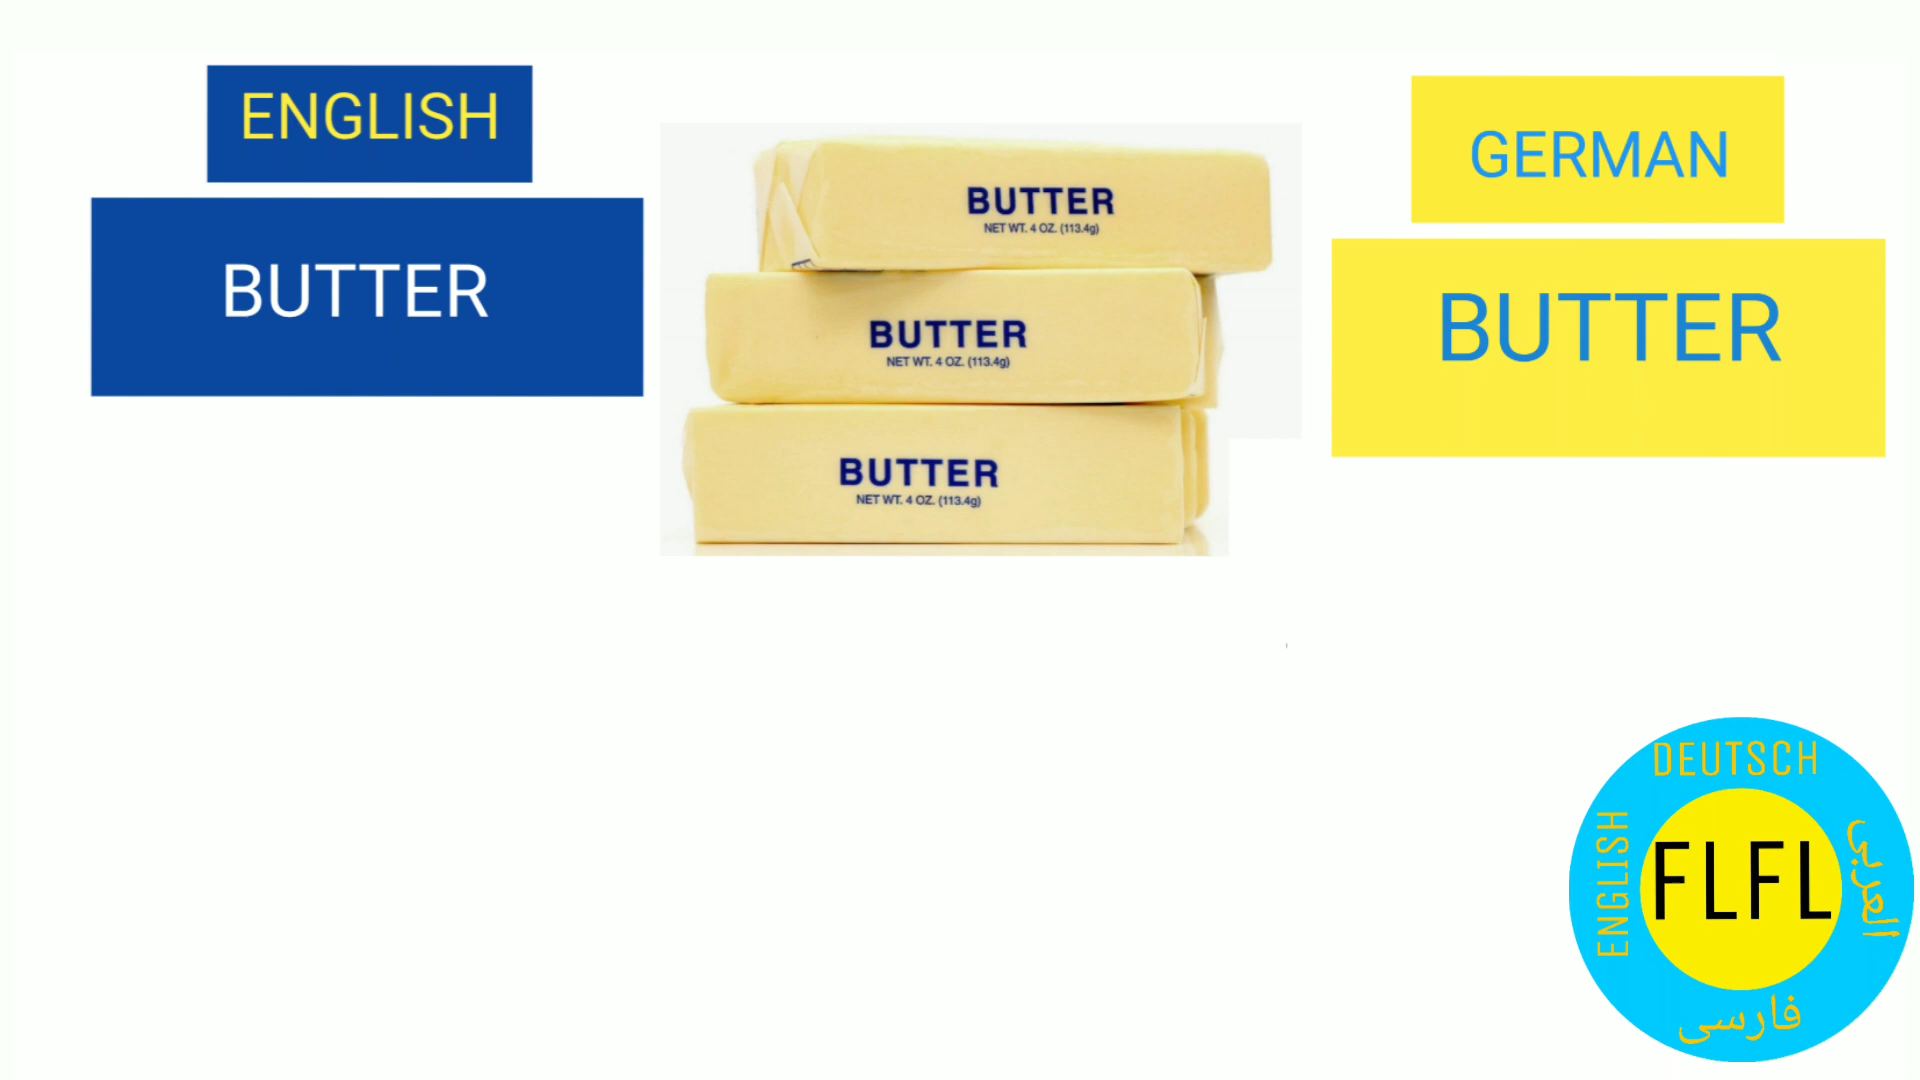 ENGLISH
BUTTER
BUTTER
NET WT. 4 OZ. (113.4g)
BUTTER
NET WT. 4 OZ. (113.4g)
BUTTER
NET WT. 4 OZ. (113.4g)
GERMAN
BUTTER
DEUTSCH
ENGLISH
FLFL
العربي
فارسی